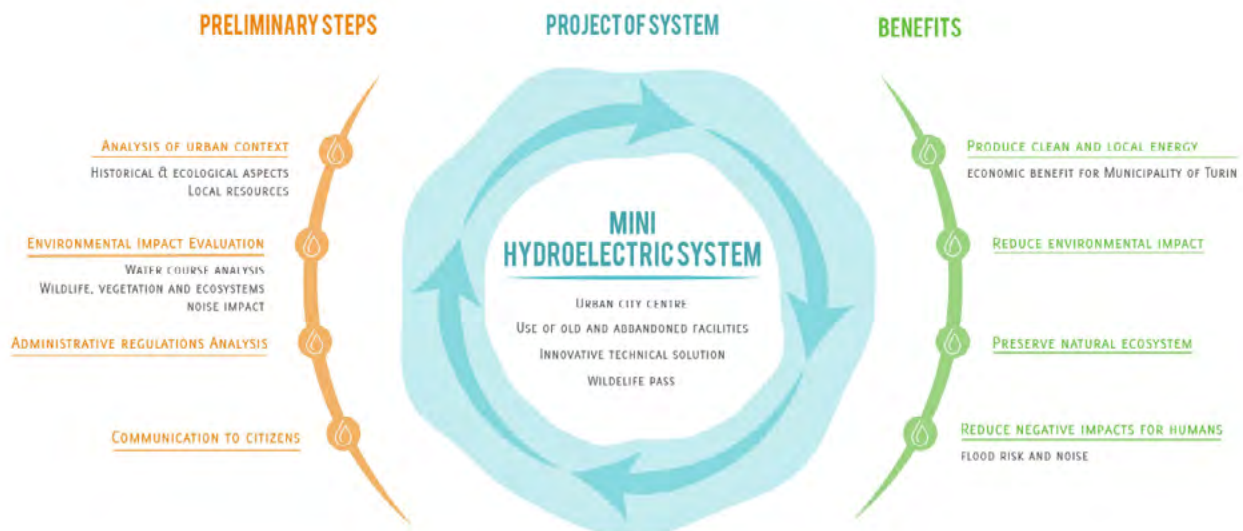 PRELIMINARY STEPS
ANALYSIS OF URBAN CONTEXT
HISTORICAL & ECOLOGICAL ASPECTS
LOCAL RESOURCES
ENVIRONMENTAL IMPACT EVALUATION
WATER COURSE ANALYSIS
WILDLIFE, VEGETATION AND ECOSYSTEMS
NOISE IMPACT
ADMINISTRATIVE REGULATIONS ANALYSIS
COMMUNICATION TO CITIZENS
PROJECT OF SYSTEM
MINI
HYDROELECTRIC SYSTEM
URBAN CITY CENTRE
USE OF OLD AND ABBANDONED FACILITIES
INNOVATIVE TECHNICAL SOLUTION
WILDELIFE PASS
BENEFITS
PRODUCE CLEAN AND LOCAL ENERGY
ECONOMIC BENEFIT FOR MUNICIPALITY OF TURIN
REDUCE ENVIRONMENTAL IMPACT
PRESERVE NATURAL ECOSYSTEM
REDUCE NEGATIVE IMPACTS FOR HUMANS
FLOOD RISK AND NOISE